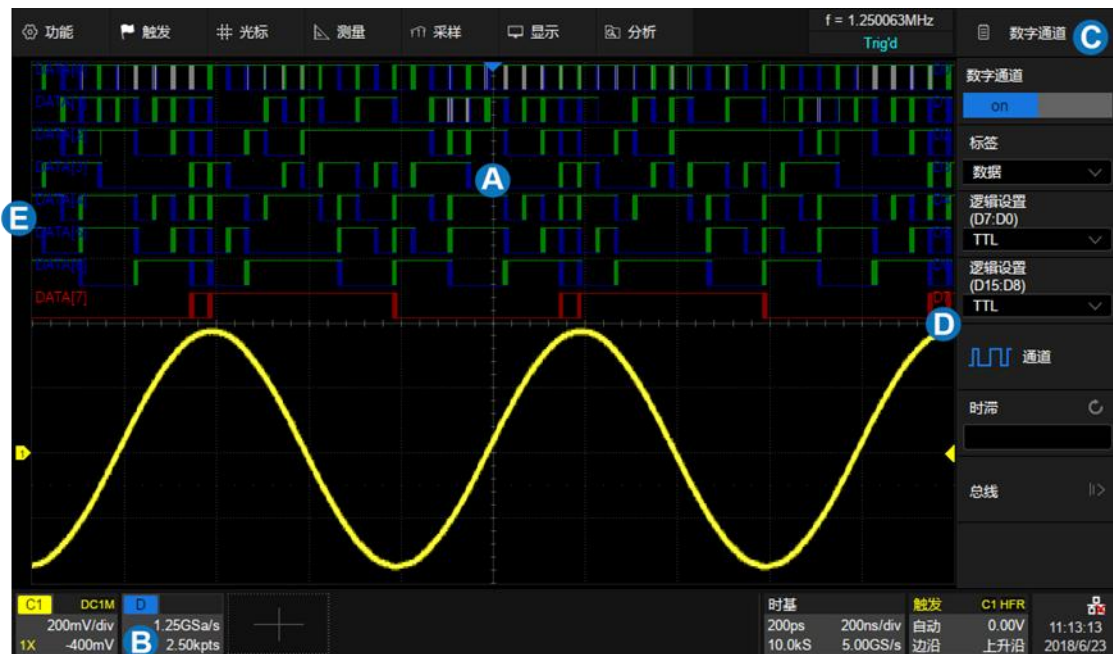 功能
触发
光标
测量
采样
显示
分析
f = 1.250063MHz
Trig'd
数字通道
C
数字通道
on
标签
数据
逻辑设置
(D7:D0)
TTL
逻辑设置
(D15:D8)
TTL
通道
时滞
总线
A
E
D
DATA[7]
D7
1
C1 DC1M
200mV/div
1X -400mV
D
1.25GSa/s
B 2.50kpts
时基
200ps 200ns/div
10.0kS 5.00GS/s
触发 C1 HFR
自动 0.00V
边沿 上升沿
11:13:13
2018/6/23